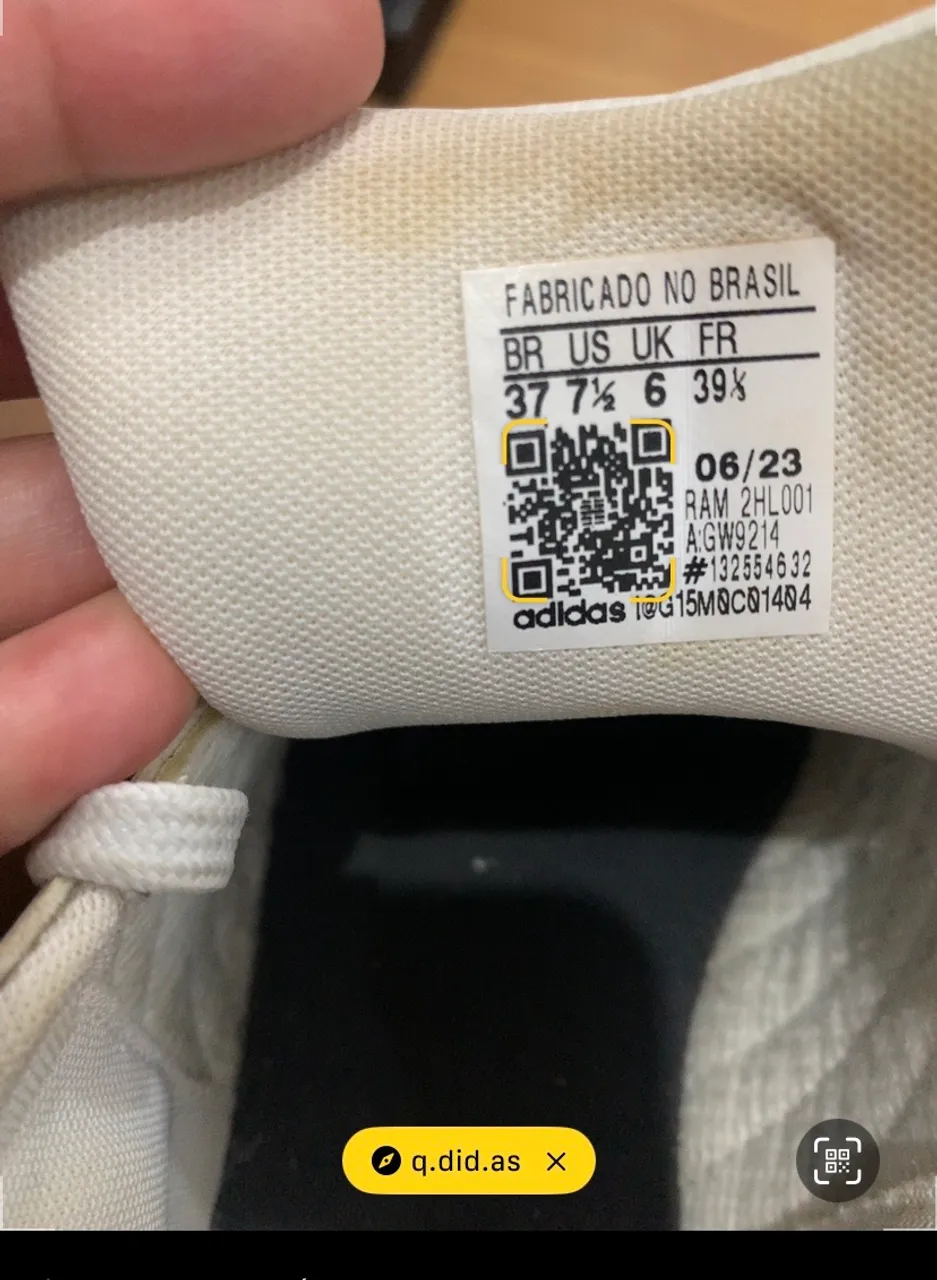 FABRICADO NO BRASIL
BR US UK FR
37 7½ 6 39⅓
06/23
RAM 2HL001
A:GW9214
#132554632
adidas I@G15M0C01404
q.did.as